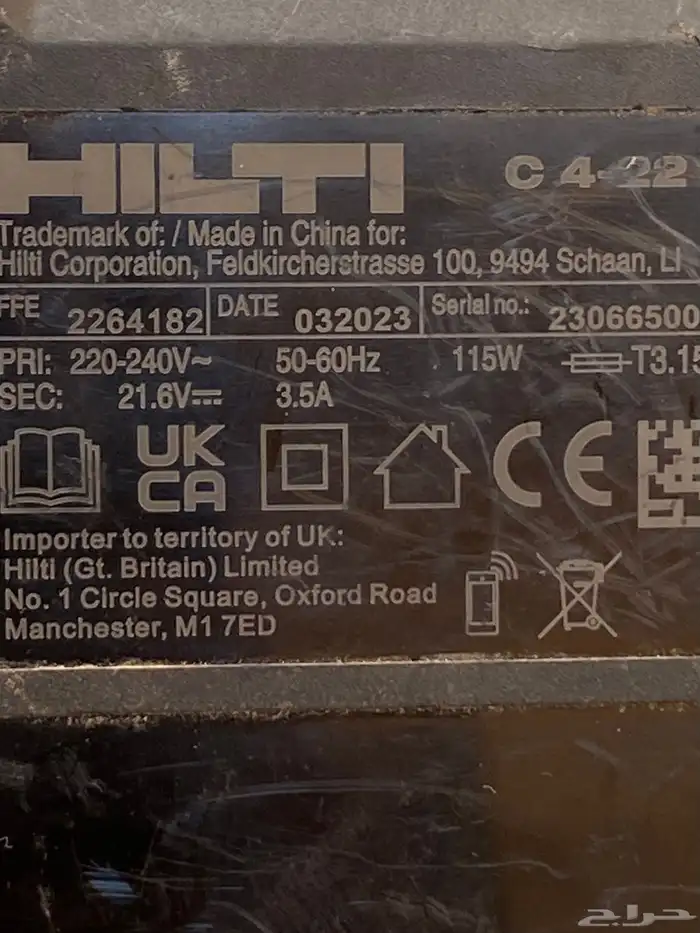 HILTI C 4-22
Trademark of: / Made in China for:
Hilti Corporation, Feldkircherstrasse 100, 9494 Schaan, LI
FFE 2264182 DATE 032023 Serial no.: 23066500
PRI: 220-240V~ 50-60Hz 115W T3.15
SEC: 21.6V⎓ 3.5A
UK
CA
CE
Importer to territory of UK:
Hilti (Gt. Britain) Limited
No. 1 Circle Square, Oxford Road
Manchester, M1 7ED
حراج